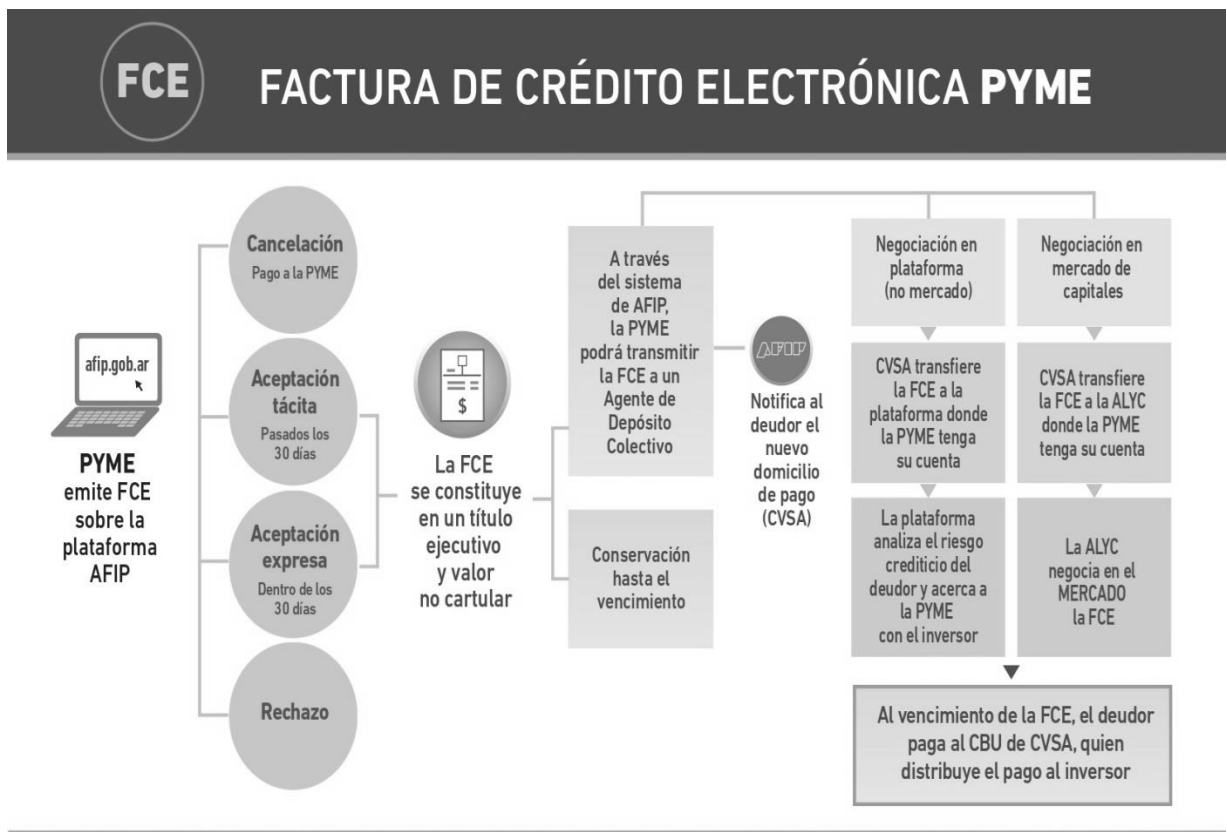 FCE
FACTURA DE CRÉDITO ELECTRÓNICA PYME
afip.gob.ar
PYME
emite FCE
sobre la
plataforma
AFIP
Cancelación
Pago a la PYME
Aceptación
tácita
Pasados los
30 días
Aceptación
expresa
Dentro de los
30 días
Rechazo
$
La FCE
se constituye
en un título
ejecutivo
y valor
no cartular
A través
del sistema
de AFIP,
la PYME
podrá transmitir
la FCE a un
Agente de
Depósito
Colectivo
Conservación
hasta el
vencimiento
AFIP
Notifica al
deudor el
nuevo
domicilio
de pago
(CVSA)
Negociación en
plataforma
(no mercado)
CVSA transfiere
la FCE a la
plataforma donde
la PYME tenga
su cuenta
La plataforma
analiza el riesgo
crediticio del
deudor y acerca a
la PYME
con el inversor
Negociación en
mercado de
capitales
CVSA transfiere
la FCE a la ALYC
donde la PYME
tenga su cuenta
La ALYC
negocia en el
MERCADO
la FCE
Al vencimiento de la FCE, el deudor
paga al CBU de CVSA, quien
distribuye el pago al inversor